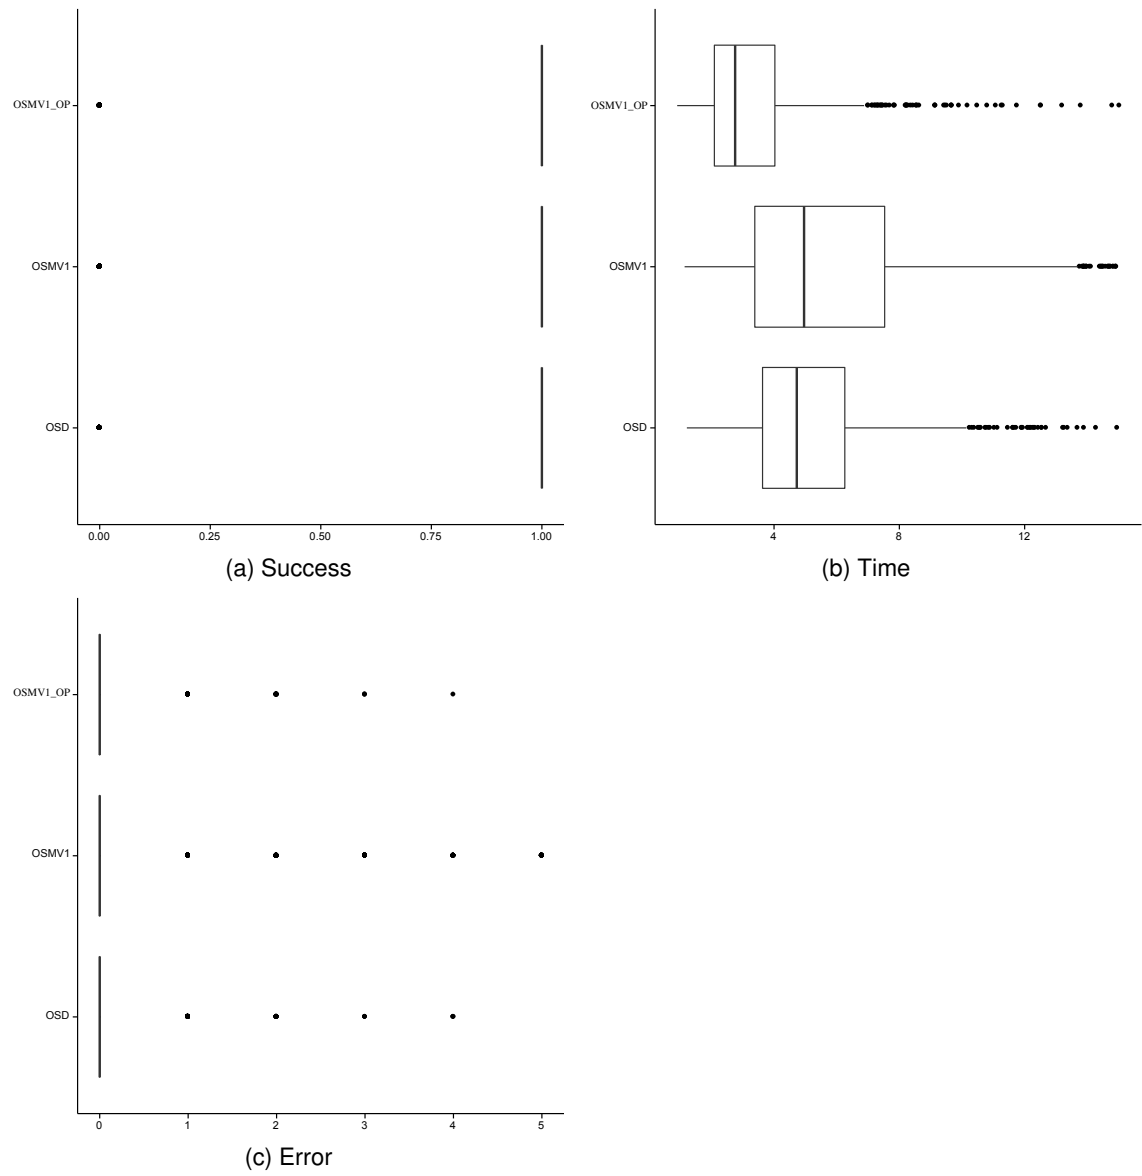 OSMV1_OP
OSMV1
OSD
0.00 0.25 0.50 0.75 1.00
(a) Success
OSMV1_OP
OSMV1
OSD
4 8 12
(b) Time
OSMV1_OP
OSMV1
OSD
0 1 2 3 4 5
(c) Error